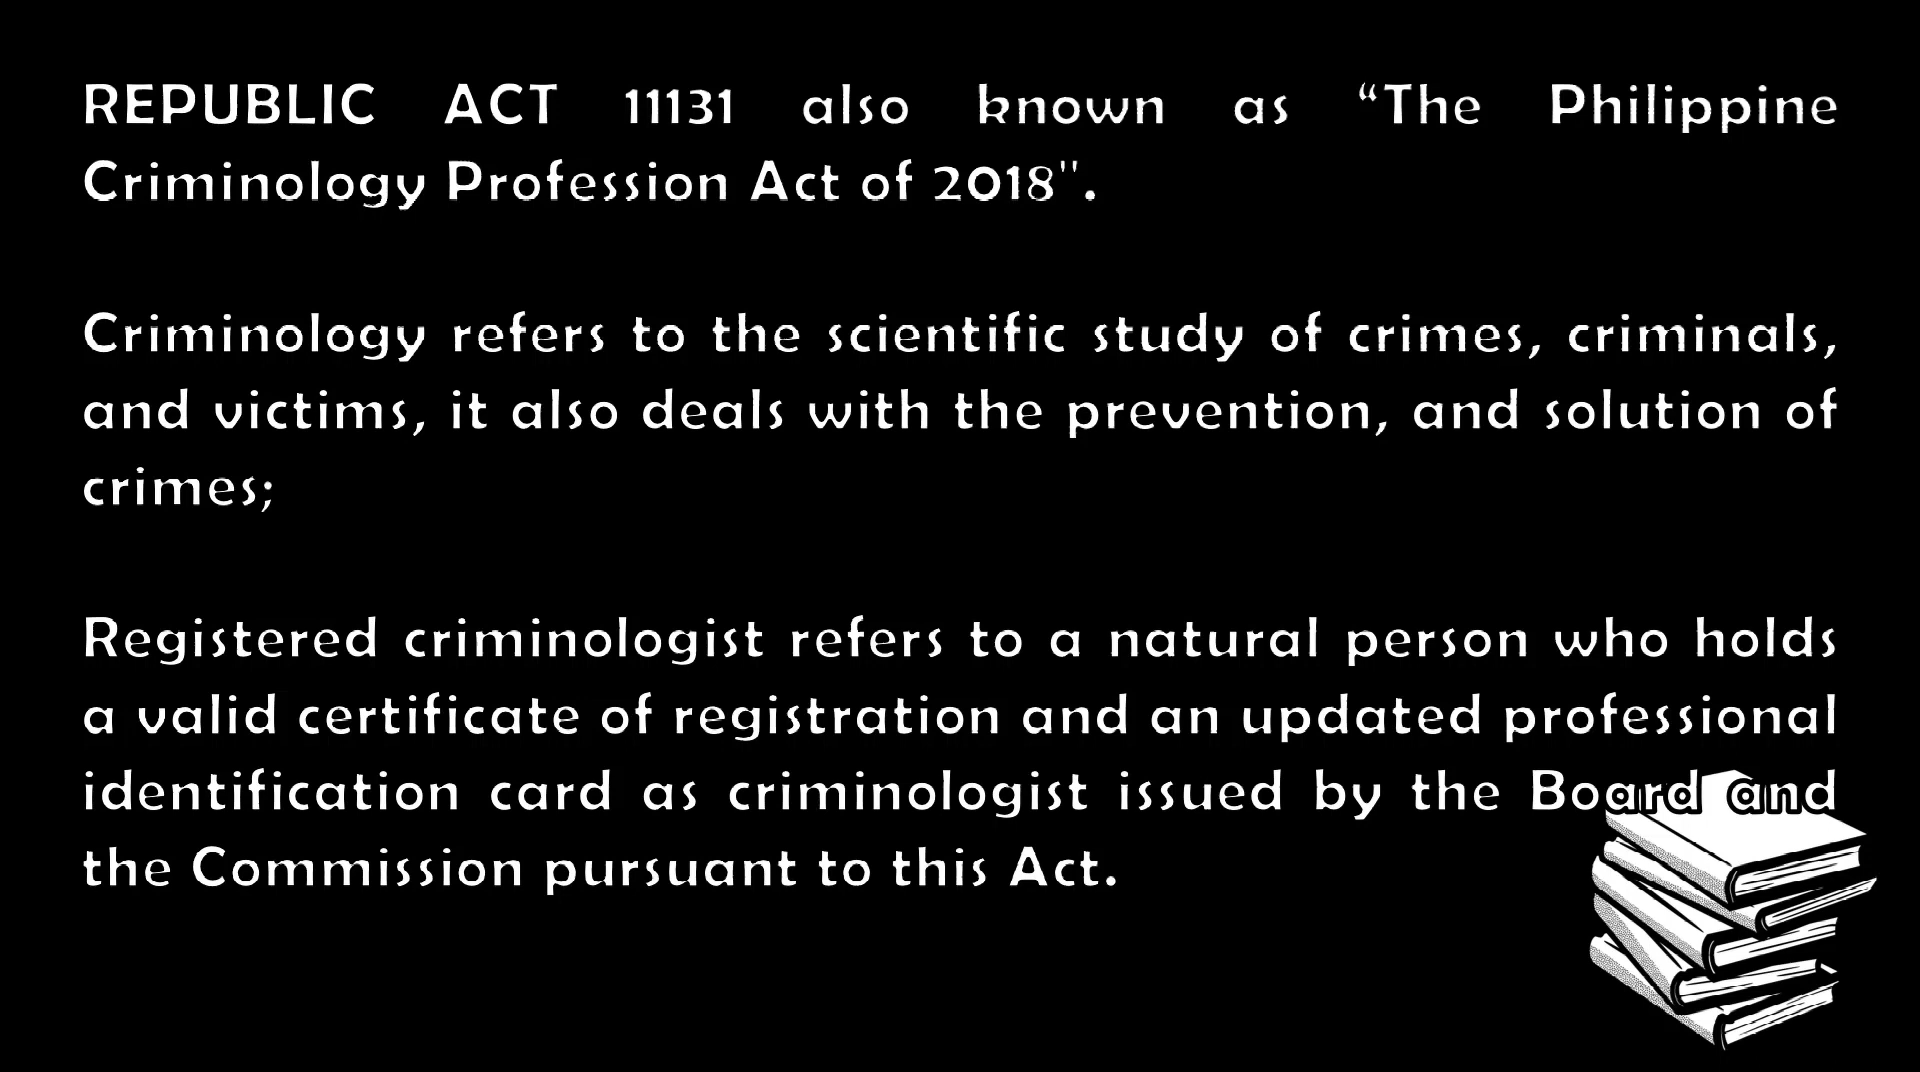 REPUBLIC ACT 11131 also known as “The Philippine
Criminology Profession Act of 2018".
Criminology refers to the scientific study of crimes, criminals,
and victims, it also deals with the prevention, and solution of
crimes;
Registered criminologist refers to a natural person who holds
a valid certificate of registration and an updated professional
identification card as criminologist issued by the Board and
the Commission pursuant to this Act.